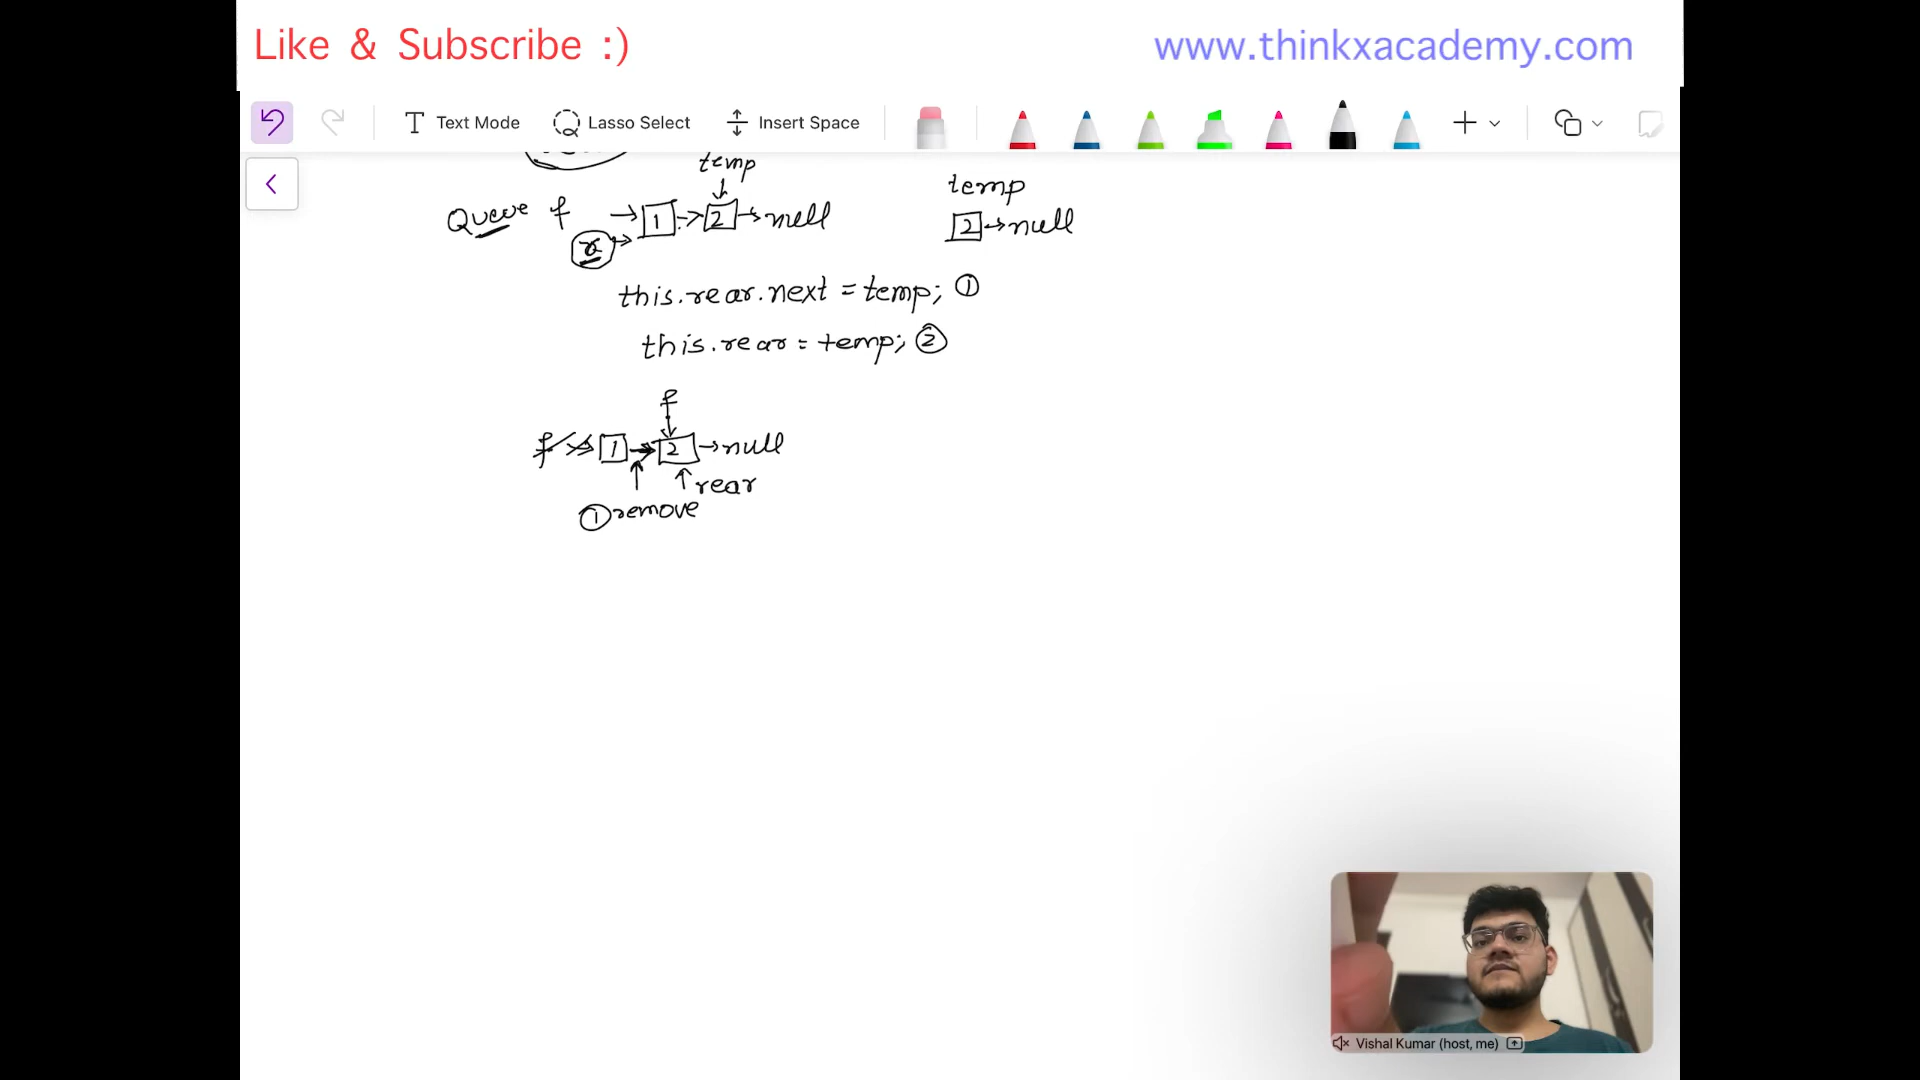 Like & Subscribe :)
www.thinkxacademy.com
Text Mode Lasso Select Insert Space
temp
temp
Queue f → 1 → 2 → null
2 → null
r →
this.rear.next = temp; ①
this.rear = temp; ②
f
f → 1 → 2 → null
↑ ↑ rear
① remove
Vishal Kumar (host, me)